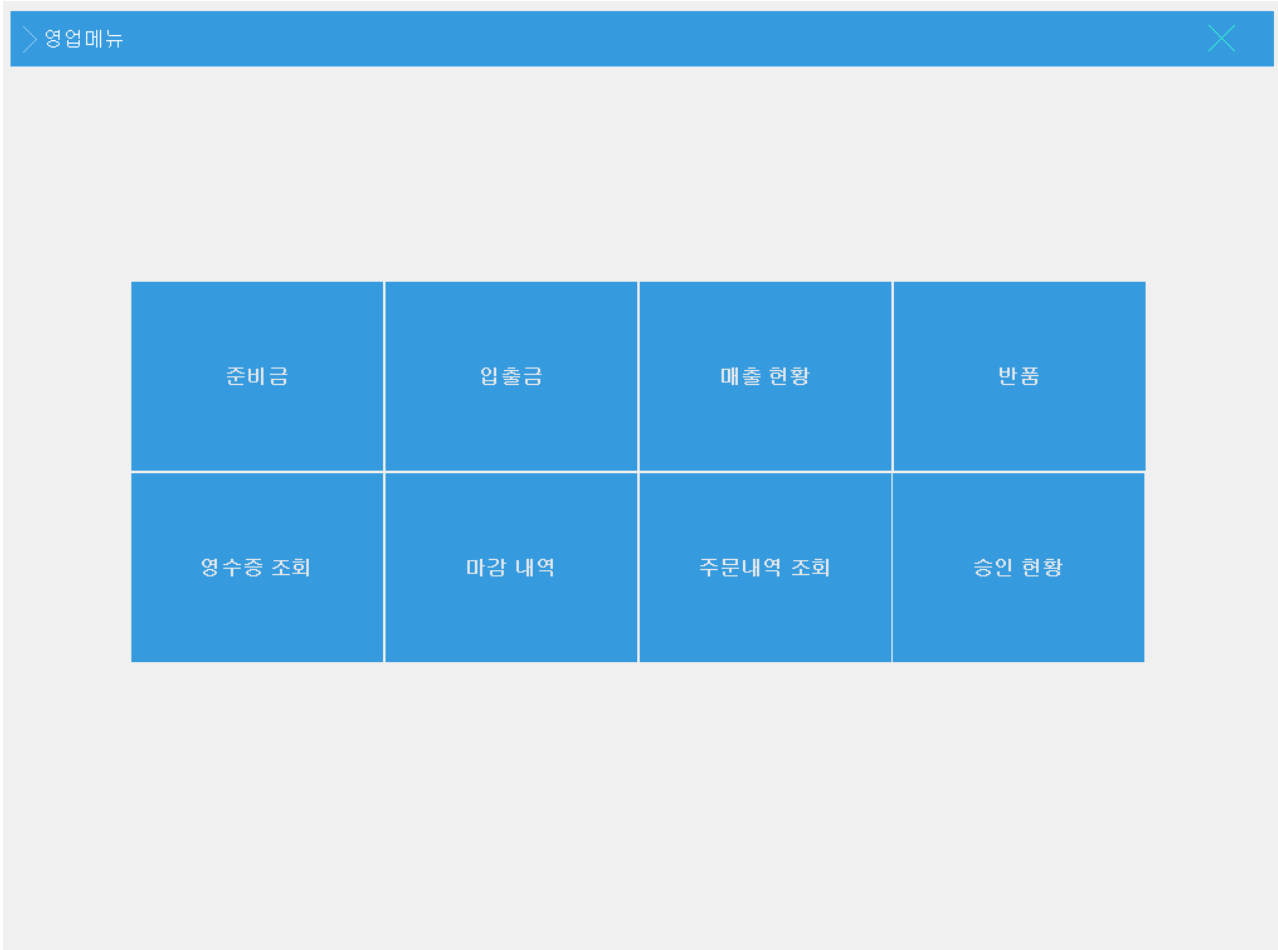 영업메뉴
준비금
입출금
매출 현황
반품
영수증 조회
마감 내역
주문내역 조회
승인 현황